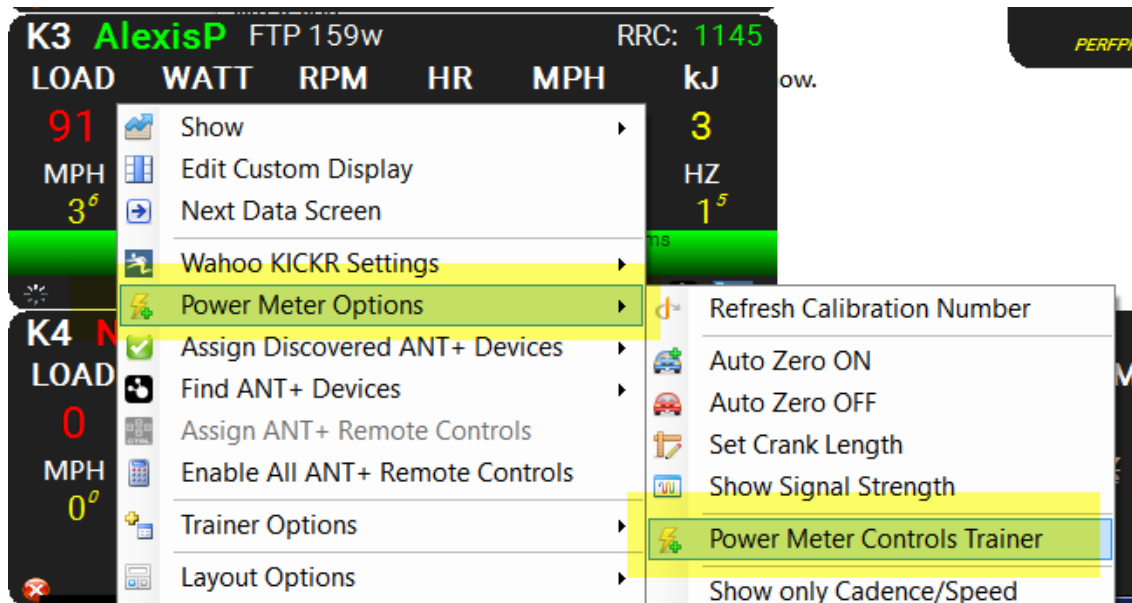 K3 AlexisP FTP 159w RRC: 1145
LOAD WATT RPM HR MPH kJ
91 3
MPH HZ
3⁶ 1⁵
ms
ow.
Show
Edit Custom Display
Next Data Screen
Wahoo KICKR Settings
Power Meter Options
Assign Discovered ANT+ Devices
Find ANT+ Devices
Assign ANT+ Remote Controls
Enable All ANT+ Remote Controls
Trainer Options
Layout Options
Refresh Calibration Number
Auto Zero ON
Auto Zero OFF
Set Crank Length
Show Signal Strength
Power Meter Controls Trainer
Show only Cadence/Speed
K4 N
LOAD
0
MPH
0⁰
CTRL
M